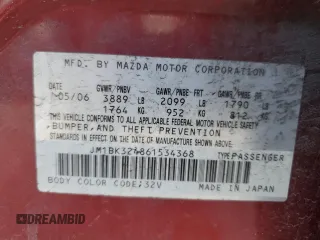 MFD. BY MAZDA MOTOR CORPORATION
DATE GVWR/PNBV GAWR/PNBE-FRT GAWR/PNBE-RR
05/06 3889 LB 2099 LB 1790 LB
1764 KG 952 KG 812 KG
THIS VEHICLE CONFORMS TO ALL APPLICABLE FEDERAL MOTOR VEHICLE SAFETY,
BUMPER, AND THEFT PREVENTION
STANDARDS IN EFFECT ON THE DATE OF MANUFACTURE SHOWN ABOVE.
JM1BK324861534368 TYPE:PASSENGER
BODY COLOR CODE:32V MADE IN JAPAN
DREAMBID